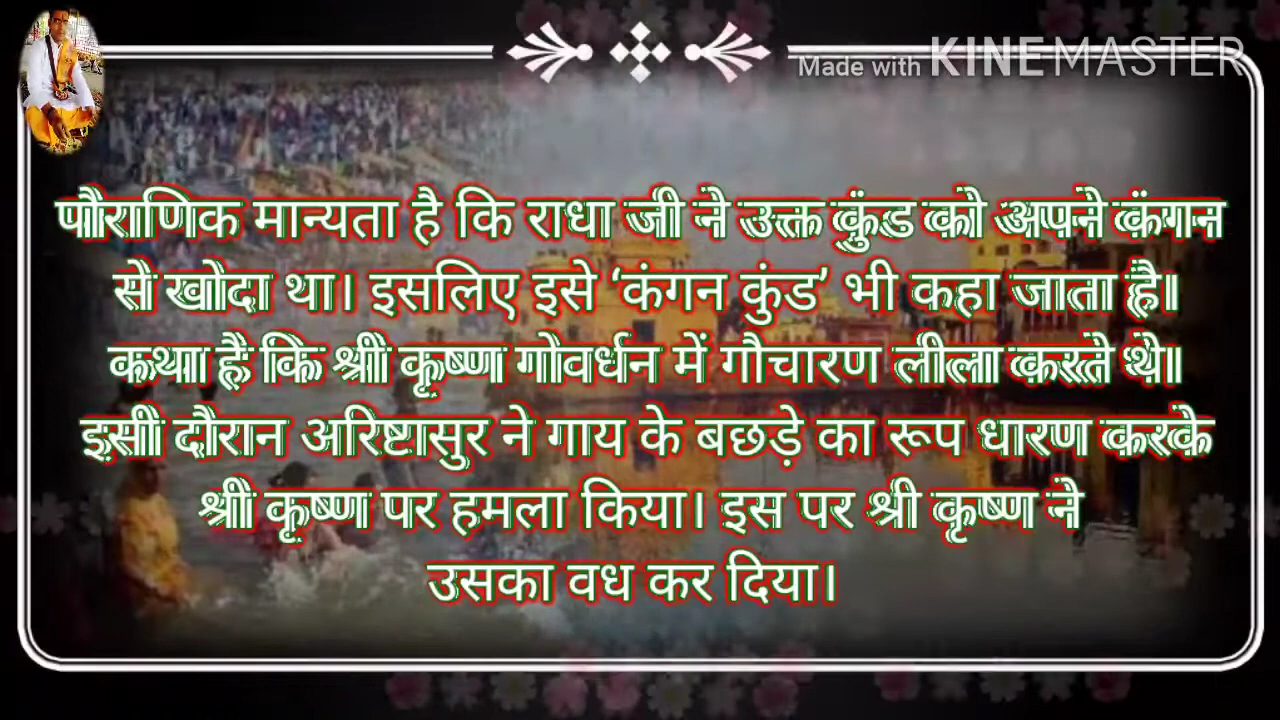 Made with KINEMASTER
पौराणिक मान्यता है कि राधा जी ने उक्त कुंड को अपने कंगन
से खोदा था। इसलिए इसे ‘कंगन कुंड’ भी कहा जाता है।
कथा है कि श्री कृष्ण गोवर्धन में गौचारण लीला करते थे।
इसी दौरान अरिष्टासुर ने गाय के बछड़े का रूप धारण करके
श्री कृष्ण पर हमला किया। इस पर श्री कृष्ण ने
उसका वध कर दिया।